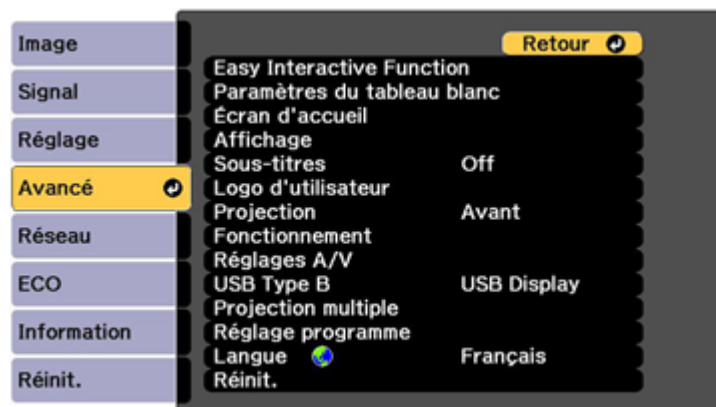 Image
Signal
Réglage
Avancé
Réseau
ECO
Information
Réinit.
Retour
Easy Interactive Function
Paramètres du tableau blanc
Écran d'accueil
Affichage
Sous-titres Off
Logo d'utilisateur
Projection Avant
Fonctionnement
Réglages A/V
USB Type B USB Display
Projection multiple
Réglage programme
Langue Français
Réinit.